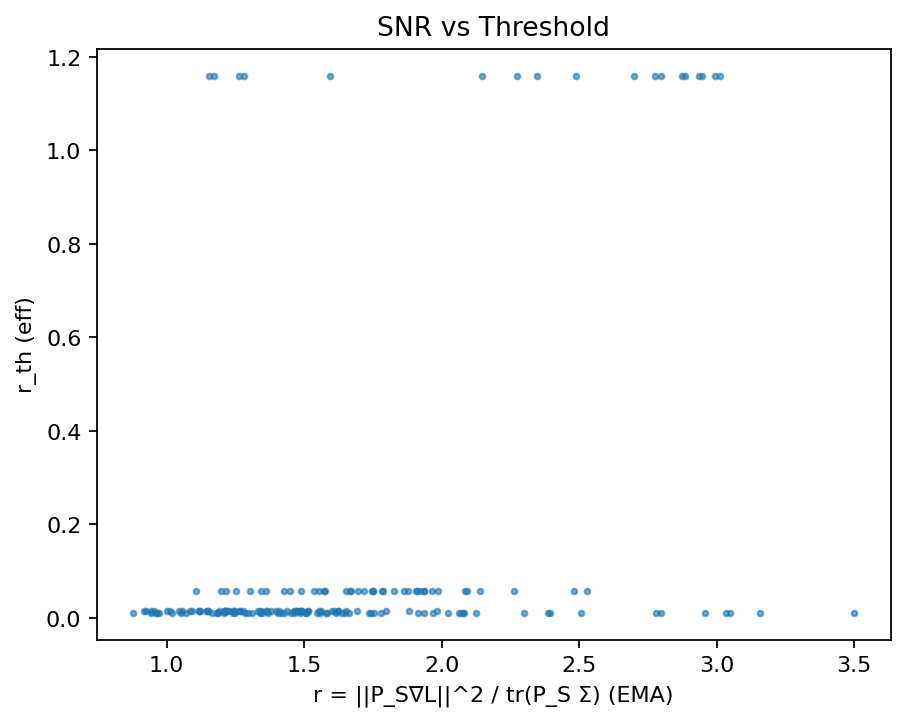 SNR vs Threshold
1.2
1.0
0.8
0.6
0.4
0.2
0.0
r_th (eff)
1.0 1.5 2.0 2.5 3.0 3.5
r = ||P_S∇L||^2 / tr(P_S Σ) (EMA)